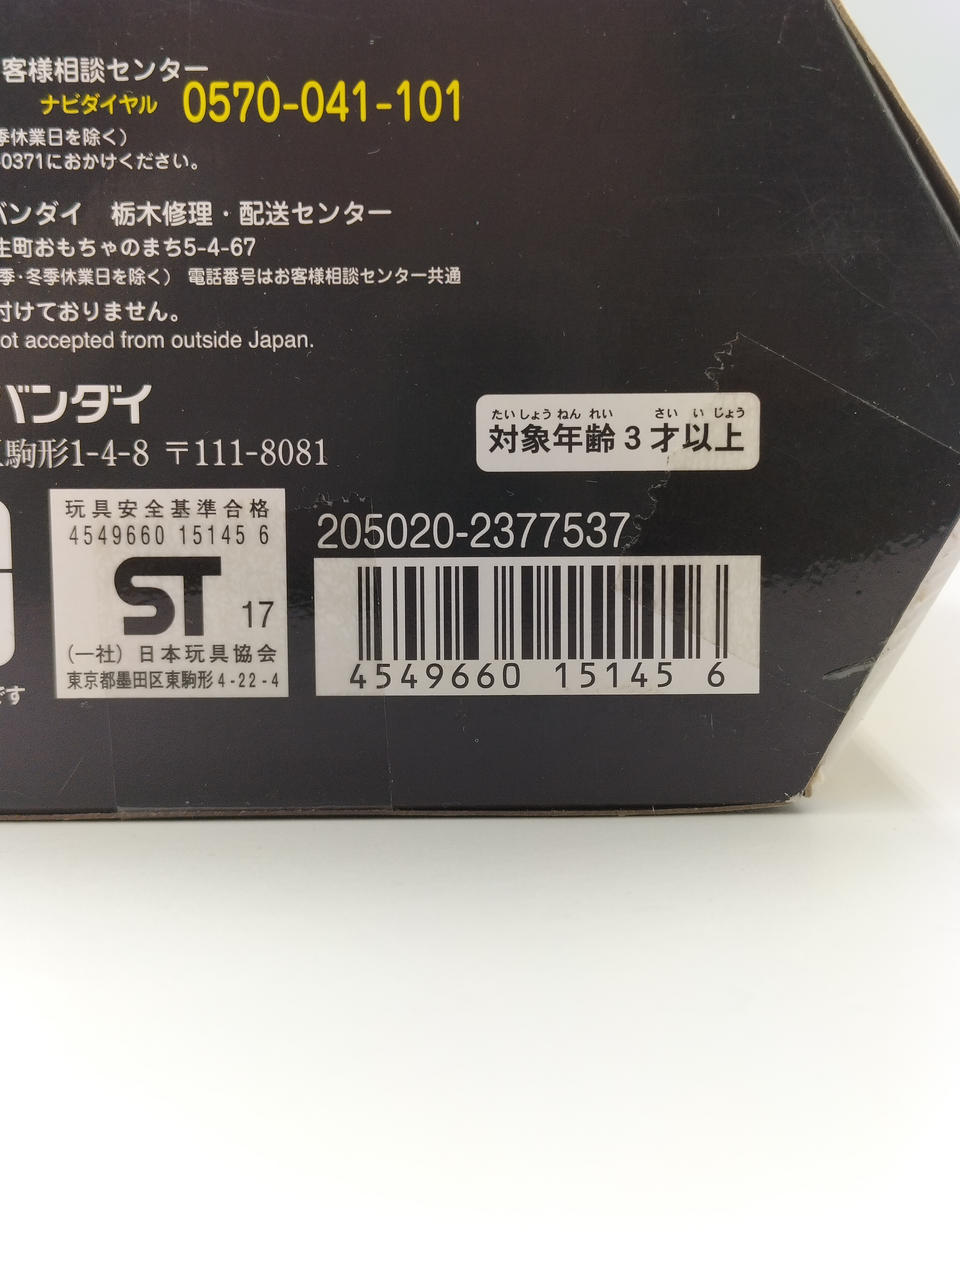 客様相談センター
ナビダイヤル 0570-041-101
季休業日を除く）
-0371におかけください。
バンダイ 栃木修理・配送センター
生町おもちゃのまち5-4-67
季・冬季休業日を除く） 電話番号はお客様相談センター共通
付けておりません。
ot accepted from outside Japan.
バンダイ
駒形1-4-8 〒111-8081
たいしょうねんれい さい いじょう
対象年齢3才以上
玩具安全基準合格
4549660 15145 6
ST 17
（一社）日本玩具協会
東京都墨田区東駒形4-22-4
205020-2377537
4549660 15145 6
です